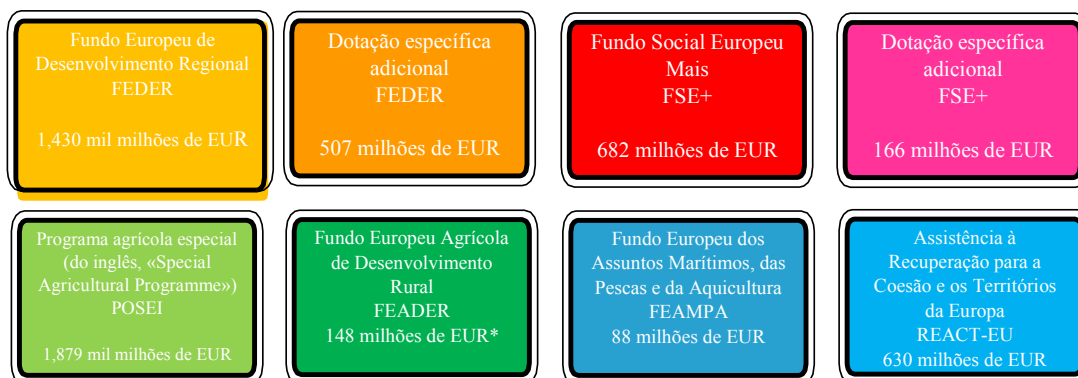 Fundo Europeu de
Desenvolvimento Regional
FEDER
1,430 mil milhões de EUR
Dotação específica
adicional
FEDER
507 milhões de EUR
Fundo Social Europeu
Mais
FSE+
682 milhões de EUR
Dotação específica
adicional
FSE+
166 milhões de EUR
Programa agrícola especial
(do inglês, «Special
Agricultural Programme»)
POSEI
1,879 mil milhões de EUR
Fundo Europeu Agrícola
de Desenvolvimento
Rural
FEADER
148 milhões de EUR*
Fundo Europeu dos
Assuntos Marítimos, das
Pescas e da Aquicultura
FEAMPA
88 milhões de EUR
Assistência à
Recuperação para a
Coesão e os Territórios
da Europa
REACT-EU
630 milhões de EUR